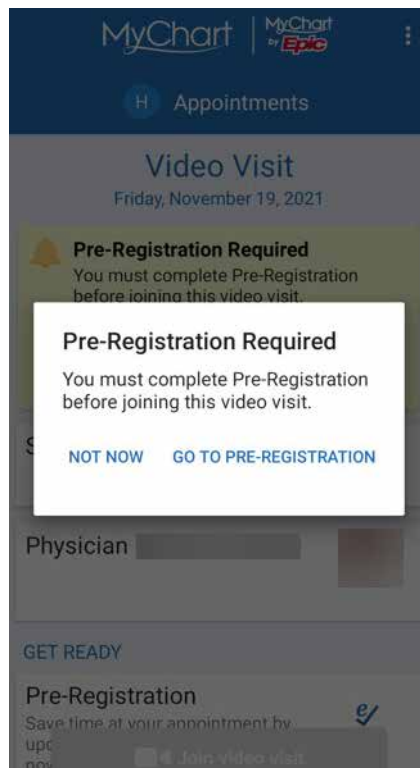 MyChart MyChart
BY Epic
H Appointments
Video Visit
Friday, November 19, 2021
Pre-Registration Required
You must complete Pre-Registration
before joining this video visit.
Pre-Registration Required
You must complete Pre-Registration
before joining this video visit.
NOT NOW GO TO PRE-REGISTRATION
S
Physician
GET READY
Pre-Registration
Save time at your appointment by
upd
now
Join video visit